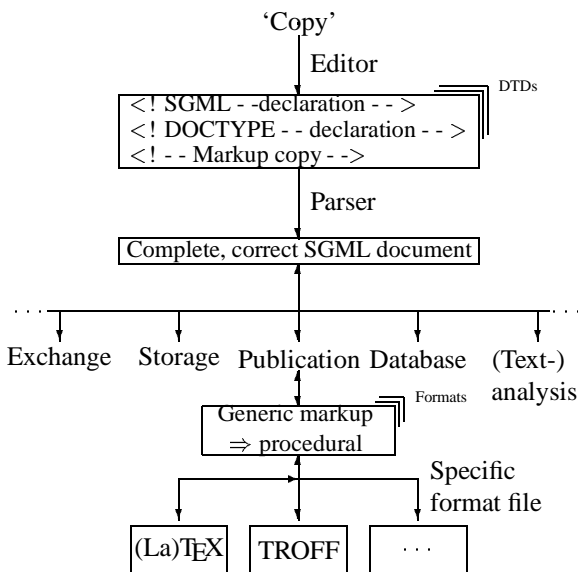 ‘Copy’
Editor
DTDs
<! SGML - -declaration - - >
<! DOCTYPE - - declaration - - >
<! - - Markup copy - ->
Parser
Complete, correct SGML document
. . . . . . . .
Exchange Storage Publication Database (Text-)
analysis
Formats
Generic markup
⇒ procedural
Specific
format file
(La)TEX TROFF · · ·